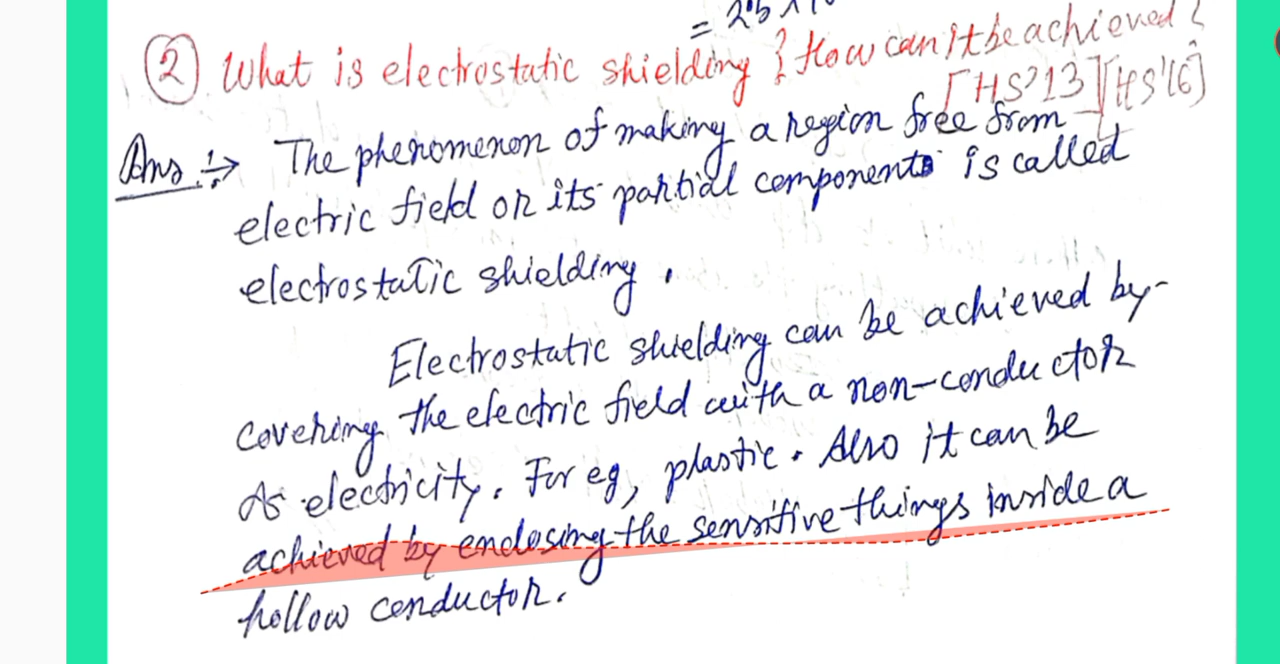 = 25 x 10
② What is electrostatic shielding ? How can it be achieved ?
[HS'13][HS'16]
Ans :→ The phenomenon of making a region free from
electric field or its partial components is called
electrostatic shielding.
Electrostatic shielding can be achieved by-
covering the electric field with a non-conductor
of electricity. For eg, plastic. Also it can be
achieved by enclosing the sensitive things inside a
hollow conductor.